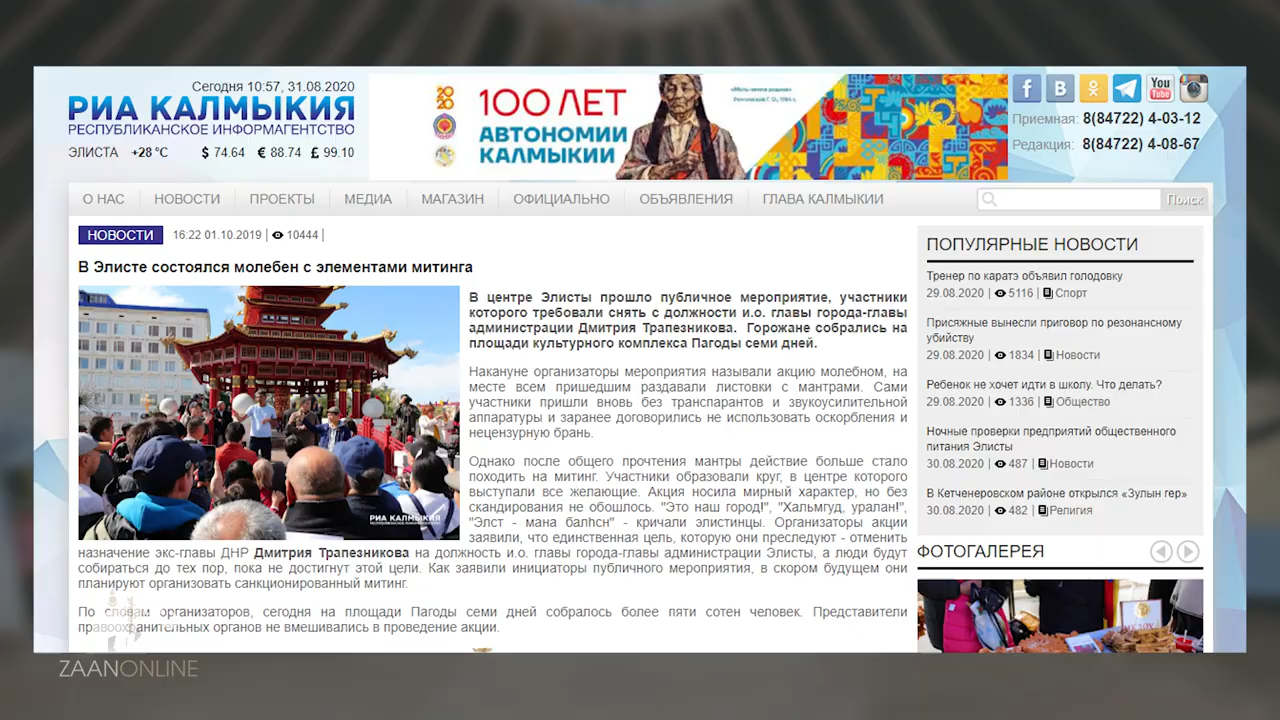 Сегодня 10:57, 31.08.2020
РИА КАЛМЫКИЯ
РЕСПУБЛИКАНСКОЕ ИНФОРМАГЕНТСТВО
ЭЛИСТА +28 °C $ 74.64 € 88.74 £ 99.10
2020
100 ЛЕТ
АВТОНОМИИ
КАЛМЫКИИ
You
Tube
Приемная: 8(84722) 4-03-12
Редакция: 8(84722) 4-08-67
О НАС НОВОСТИ ПРОЕКТЫ МЕДИА МАГАЗИН ОФИЦИАЛЬНО ОБЪЯВЛЕНИЯ ГЛАВА КАЛМЫКИИ Поиск
НОВОСТИ 16:22 01.10.2019 | 10444 |
В Элисте состоялся молебен с элементами митинга
В центре Элисты прошло публичное мероприятие, участники
которого требовали снять с должности и.о. главы города-главы
администрации Дмитрия Трапезникова. Горожане собрались на
площади культурного комплекса Пагоды семи дней.
Накануне организаторы мероприятия называли акцию молебном, на
месте всем пришедшим раздавали листовки с мантрами. Сами
участники пришли вновь без транспарантов и звукоусилительной
аппаратуры и заранее договорились не использовать оскорбления и
нецензурную брань.
Однако после общего прочтения мантры действие больше стало
походить на митинг. Участники образовали круг, в центре которого
выступали все желающие. Акция носила мирный характер, но без
скандирования не обошлось. "Это наш город!", "Хальмгуд, уралан!",
"Элст - мана балһсн" - кричали элистинцы. Организаторы акции
заявили, что единственная цель, которую они преследуют - отменить
назначение экс-главы ДНР Дмитрия Трапезникова на должность и.о. главы города-главы администрации Элисты, а люди будут
собираться до тех пор, пока не достигнут этой цели. Как заявили инициаторы публичного мероприятия, в скором будущем они
планируют организовать санкционированный митинг.
По словам организаторов, сегодня на площади Пагоды семи дней собралось более пяти сотен человек. Представители
правоохранительных органов не вмешивались в проведение акции.
РИА КАЛМЫКИЯ
РЕСПУБЛИКАНСКОЕ ИНФОРМАГЕНТСТВО
ПОПУЛЯРНЫЕ НОВОСТИ
Тренер по каратэ объявил голодовку
29.08.2020 | 5116 | Спорт
Присяжные вынесли приговор по резонансному
убийству
29.08.2020 | 1834 | Новости
Ребенок не хочет идти в школу. Что делать?
29.08.2020 | 1336 | Общество
Ночные проверки предприятий общественного
питания Элисты
30.08.2020 | 487 | Новости
В Кетченеровском районе открылся «Зулын гер»
30.08.2020 | 482 | Религия
ФОТОГАЛЕРЕЯ
ZAANONLINE